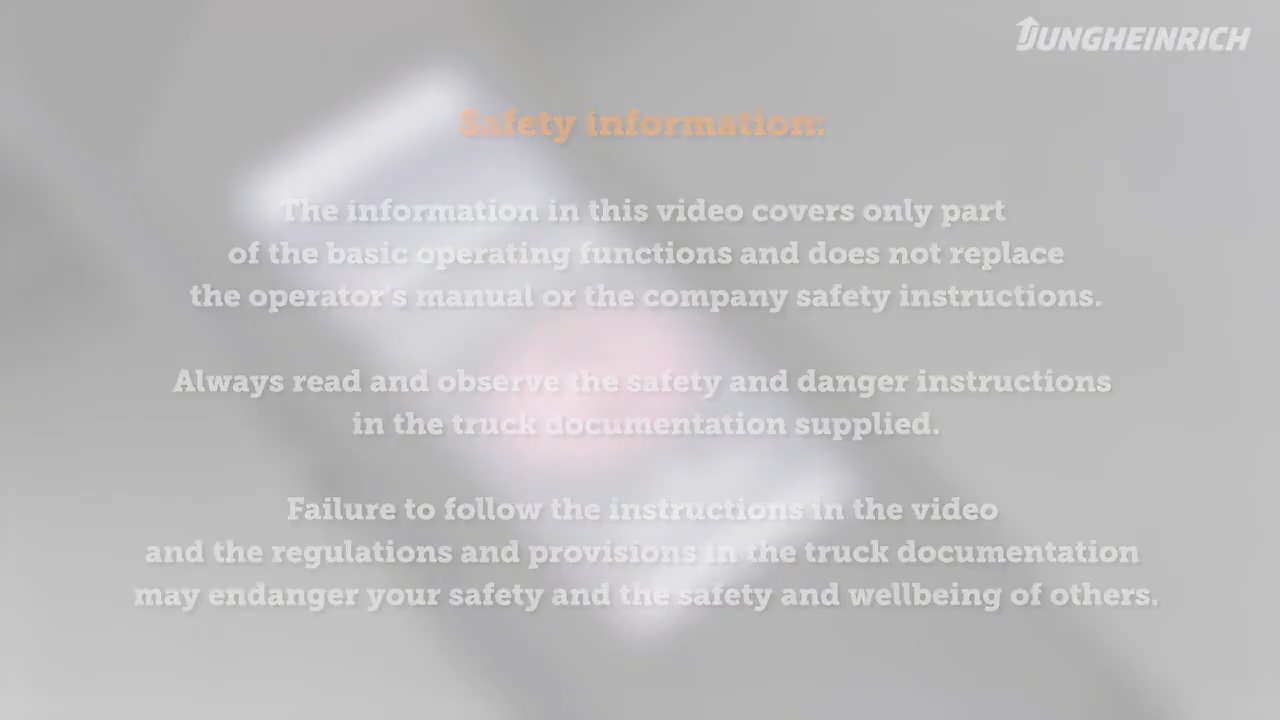 JUNGHEINRICH
Safety information:
The information in this video covers only part
of the basic operating functions and does not replace
the operator's manual or the company safety instructions.
Always read and observe the safety and danger instructions
in the truck documentation supplied.
Failure to follow the instructions in the video
and the regulations and provisions in the truck documentation
may endanger your safety and the safety and wellbeing of others.